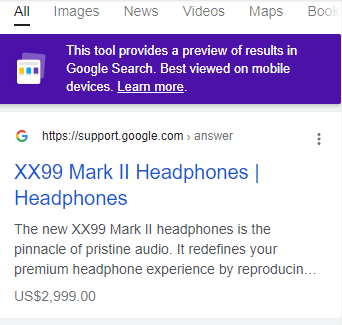 All Images News Videos Maps Book
This tool provides a preview of results in
Google Search. Best viewed on mobile
devices. Learn more.
https://support.google.com › answer
XX99 Mark II Headphones |
Headphones
The new XX99 Mark II headphones is the
pinnacle of pristine audio. It redefines your
premium headphone experience by reproducin…
US$2,999.00